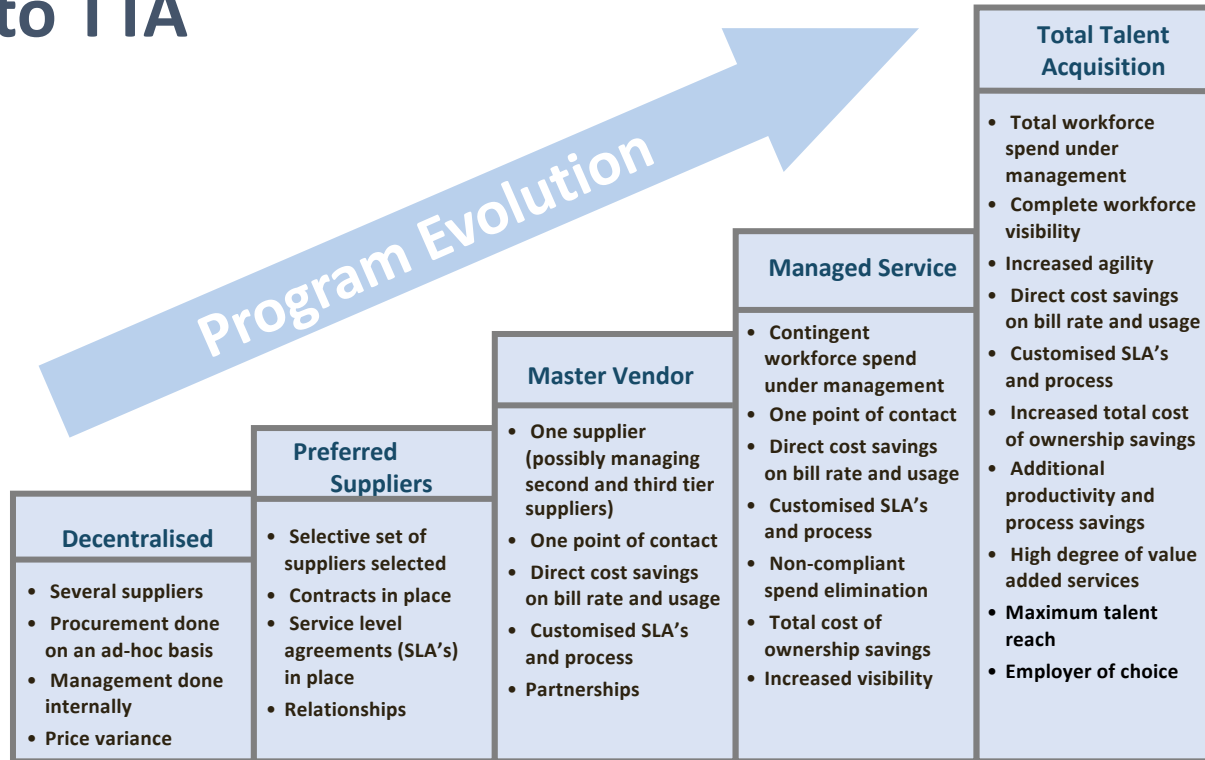 to TTA
Program Evolution
Decentralised
• Several suppliers
• Procurement done
on an ad-hoc basis
• Management done
internally
• Price variance
Preferred
Suppliers
• Selective set of
suppliers selected
• Contracts in place
• Service level
agreements (SLA's)
in place
• Relationships
Master Vendor
• One supplier
(possibly managing
second and third tier
suppliers)
• One point of contact
• Direct cost savings
on bill rate and usage
• Customised SLA's
and process
• Partnerships
Managed Service
• Contingent
workforce spend
under management
• One point of contact
• Direct cost savings
on bill rate and usage
• Customised SLA's
and process
• Non-compliant
spend elimination
• Total cost of
ownership savings
• Increased visibility
Total Talent
Acquisition
• Total workforce
spend under
management
• Complete workforce
visibility
• Increased agility
• Direct cost savings
on bill rate and usage
• Customised SLA's
and process
• Increased total cost
of ownership savings
• Additional
productivity and
process savings
• High degree of value
added services
• Maximum talent
reach
• Employer of choice